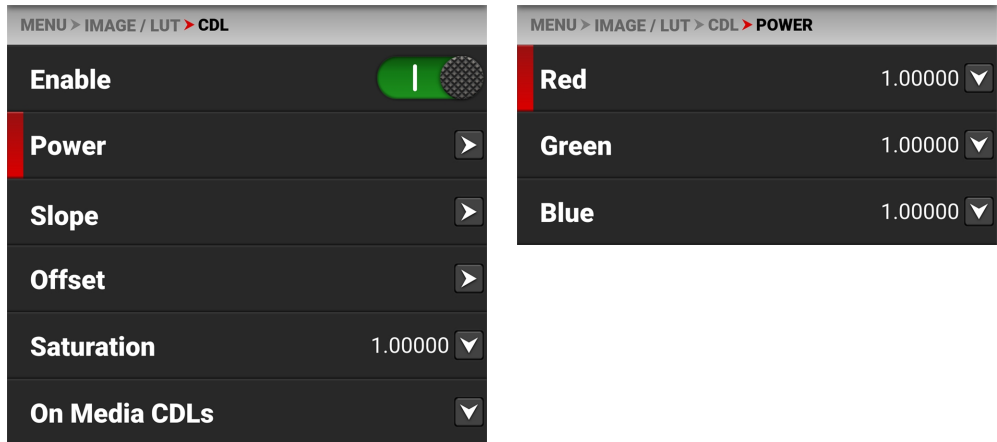 MENU > IMAGE / LUT > CDL
Enable
Power
Slope
Offset
Saturation 1.00000
On Media CDLs
MENU > IMAGE / LUT > CDL > POWER
Red 1.00000
Green 1.00000
Blue 1.00000